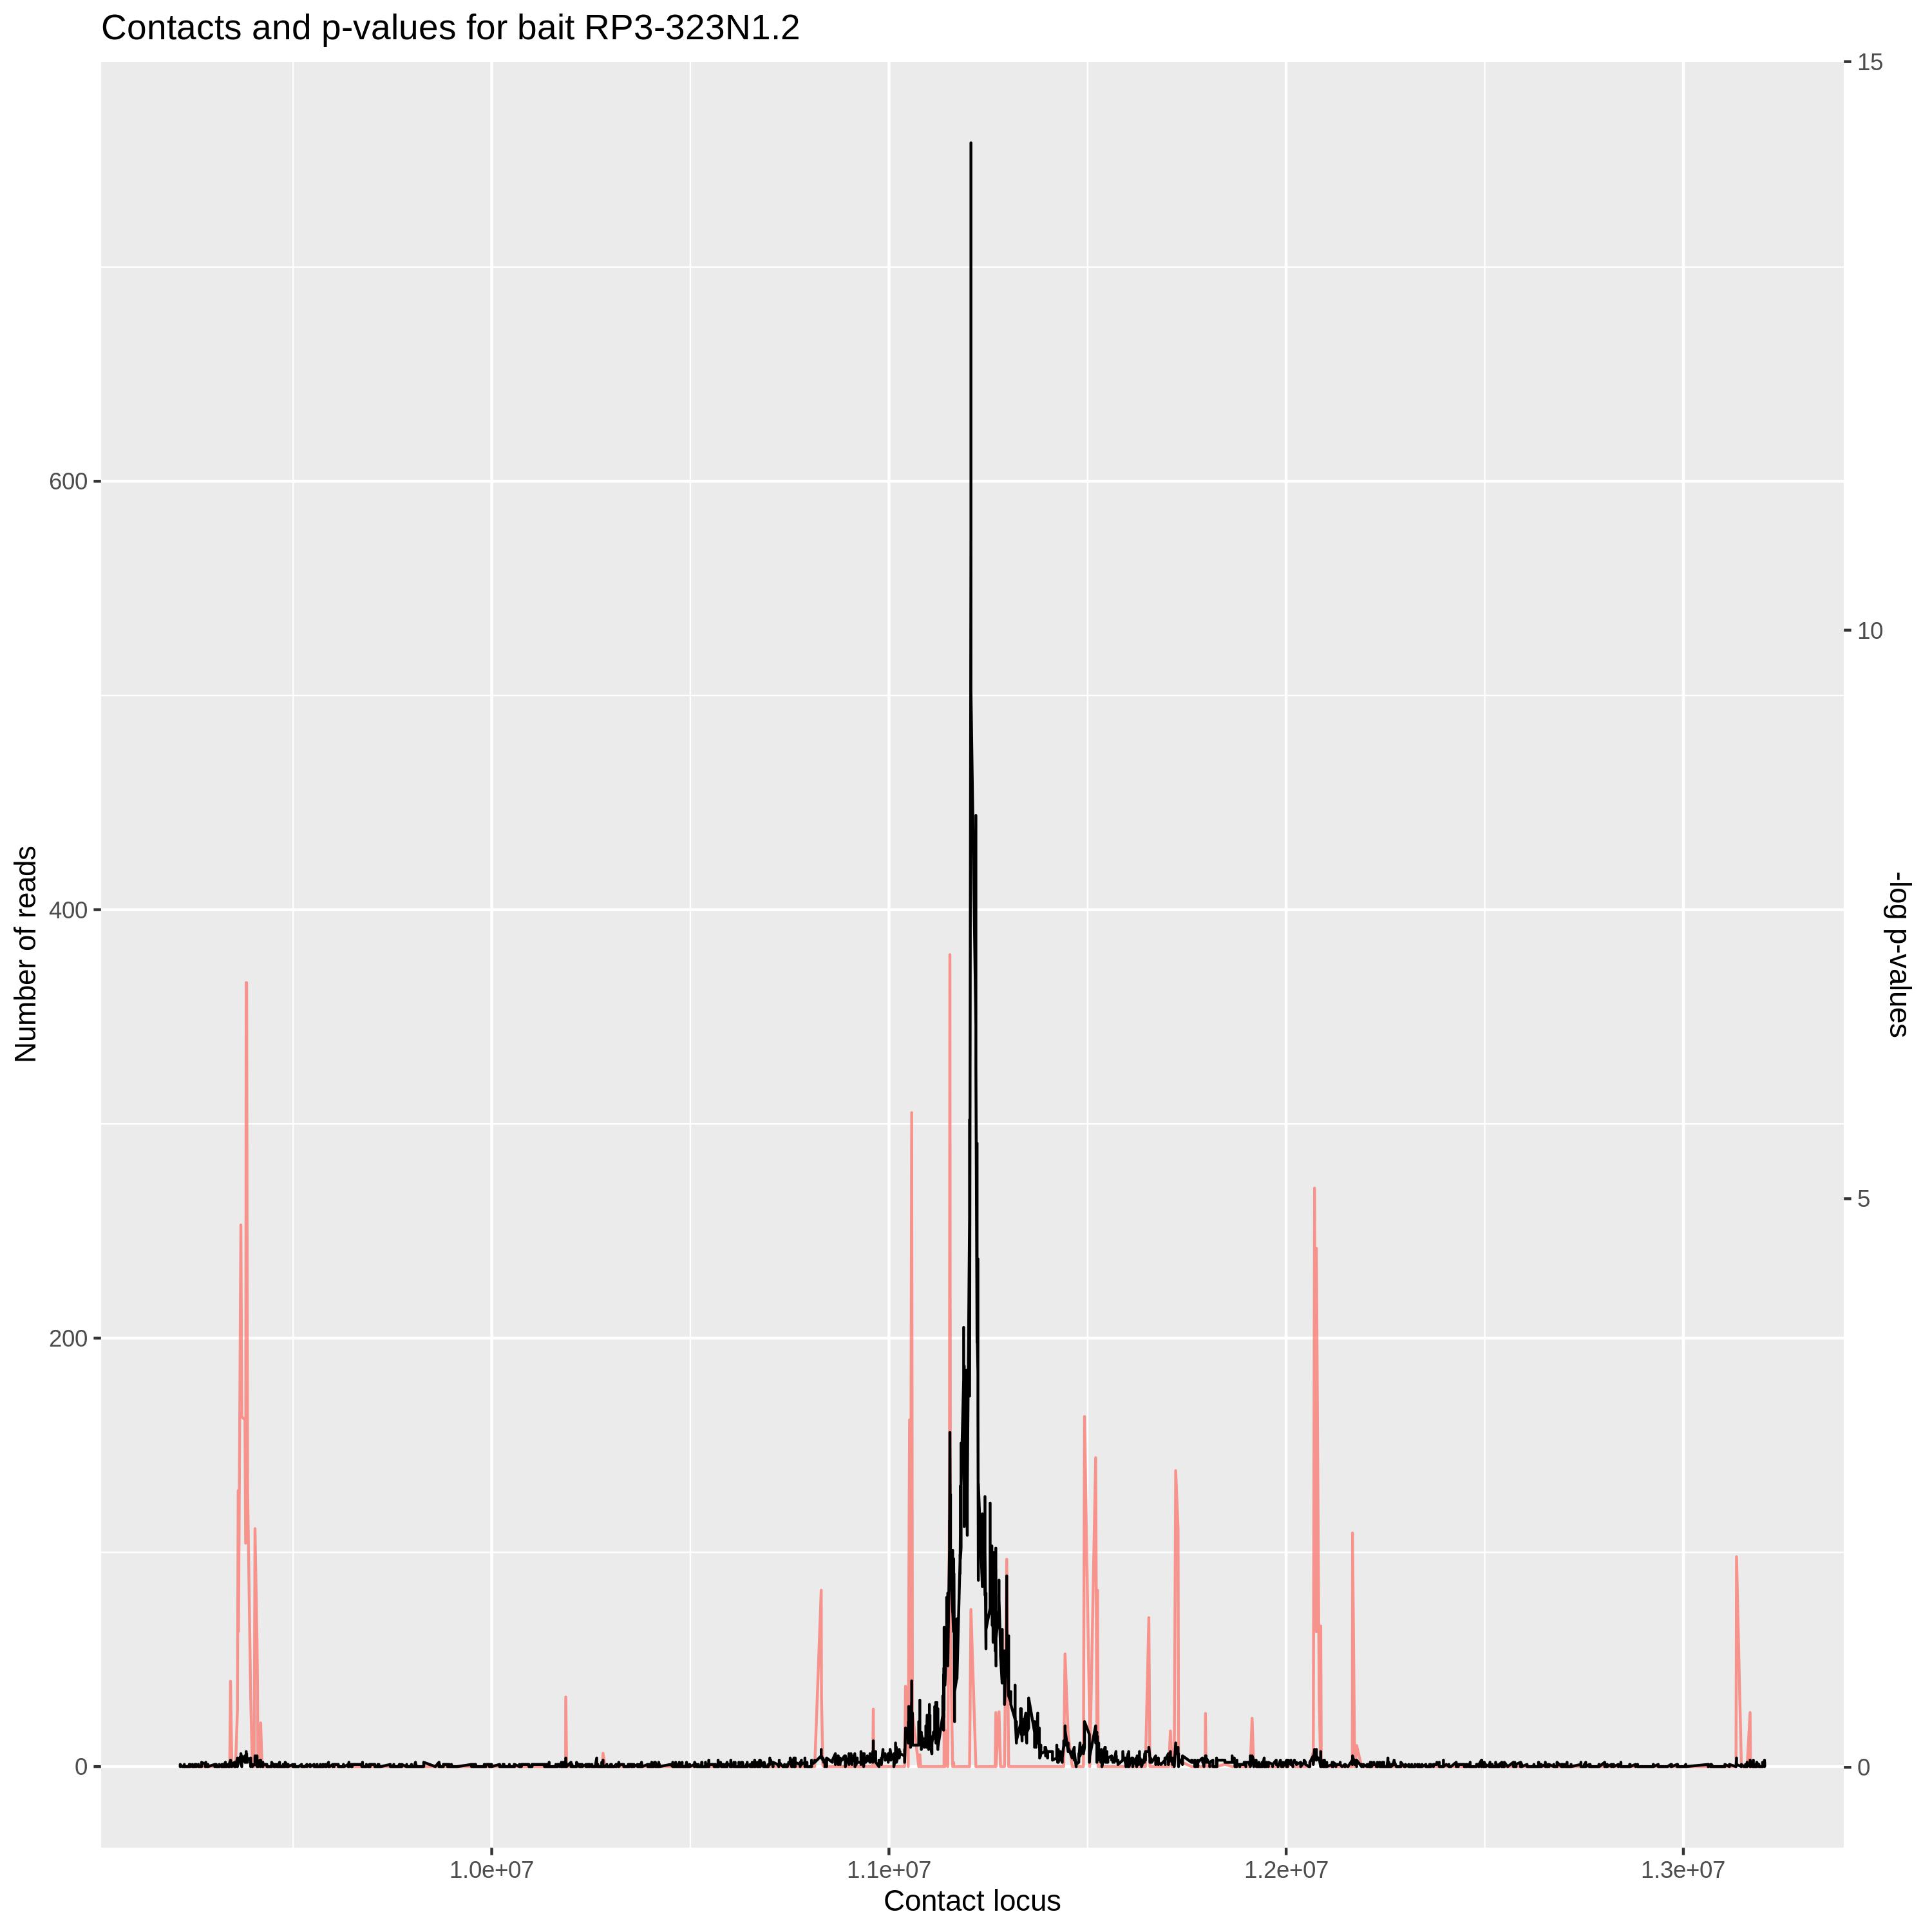 Contacts and p-values for bait RP3-323N1.2
15
600
10
400
Number of reads
-log p-values
5
200
0
0
1.0e+07
1.1e+07
1.2e+07
1.3e+07
Contact locus